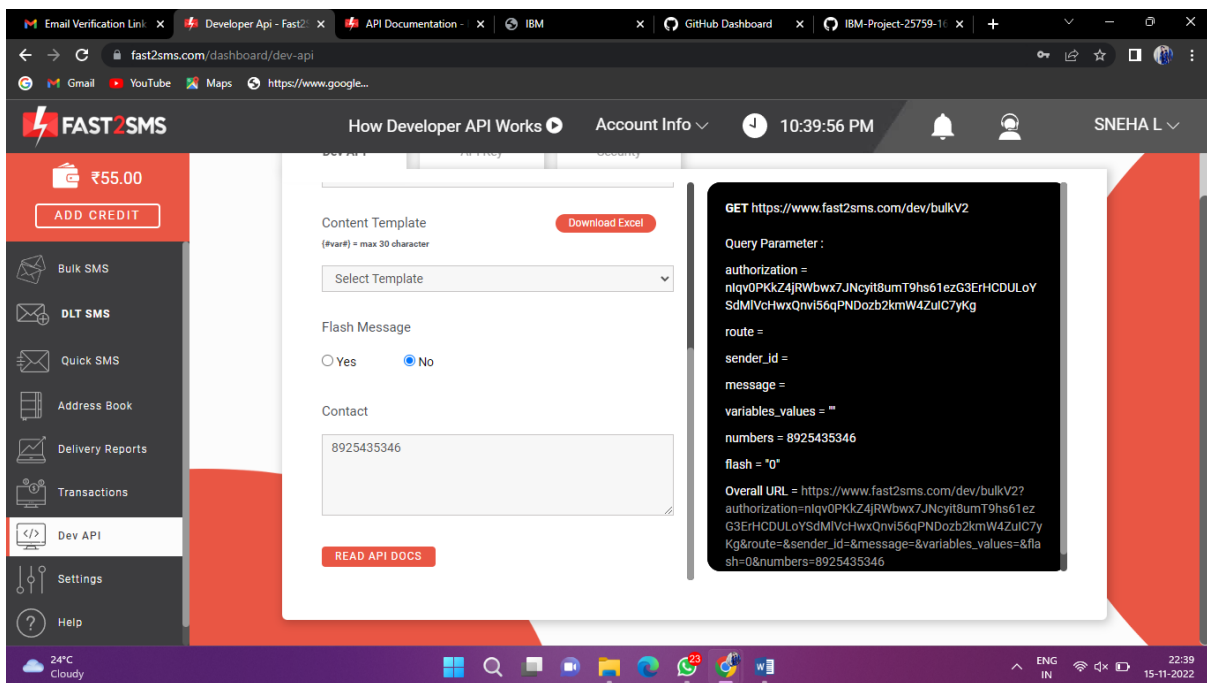 Email Verification Link
Developer Api - Fast2S
API Documentation -
IBM
GitHub Dashboard
IBM-Project-25759-16
fast2sms.com/dashboard/dev-api
Gmail
YouTube
Maps
https://www.google...
FAST2SMS
How Developer API Works
Account Info
10:39:56 PM
SNEHA L
₹55.00
ADD CREDIT
Bulk SMS
DLT SMS
Quick SMS
Address Book
Delivery Reports
Transactions
Dev API
Settings
Help
Dev API
API Key
Security
Content Template
Download Excel
{#var#} = max 30 character
Select Template
Flash Message
Yes
No
Contact
8925435346
READ API DOCS
GET https://www.fast2sms.com/dev/bulkV2
Query Parameter :
authorization =
nIqv0PKkZ4jRWbwx7JNcyit8umT9hs61ezG3ErHCDULoY
SdMlVcHwxQnvi56qPNDozb2kmW4ZuIC7yKg
route =
sender_id =
message =
variables_values = ""
numbers = 8925435346
flash = "0"
Overall URL = https://www.fast2sms.com/dev/bulkV2?
authorization=nIqv0PKkZ4jRWbwx7JNcyit8umT9hs61ez
G3ErHCDULoYSdMlVcHwxQnvi56qPNDozb2kmW4ZuIC7y
Kg&route=&sender_id=&message=&variables_values=&fla
sh=0&numbers=8925435346
24°C
Cloudy
23
ENG
IN
22:39
15-11-2022